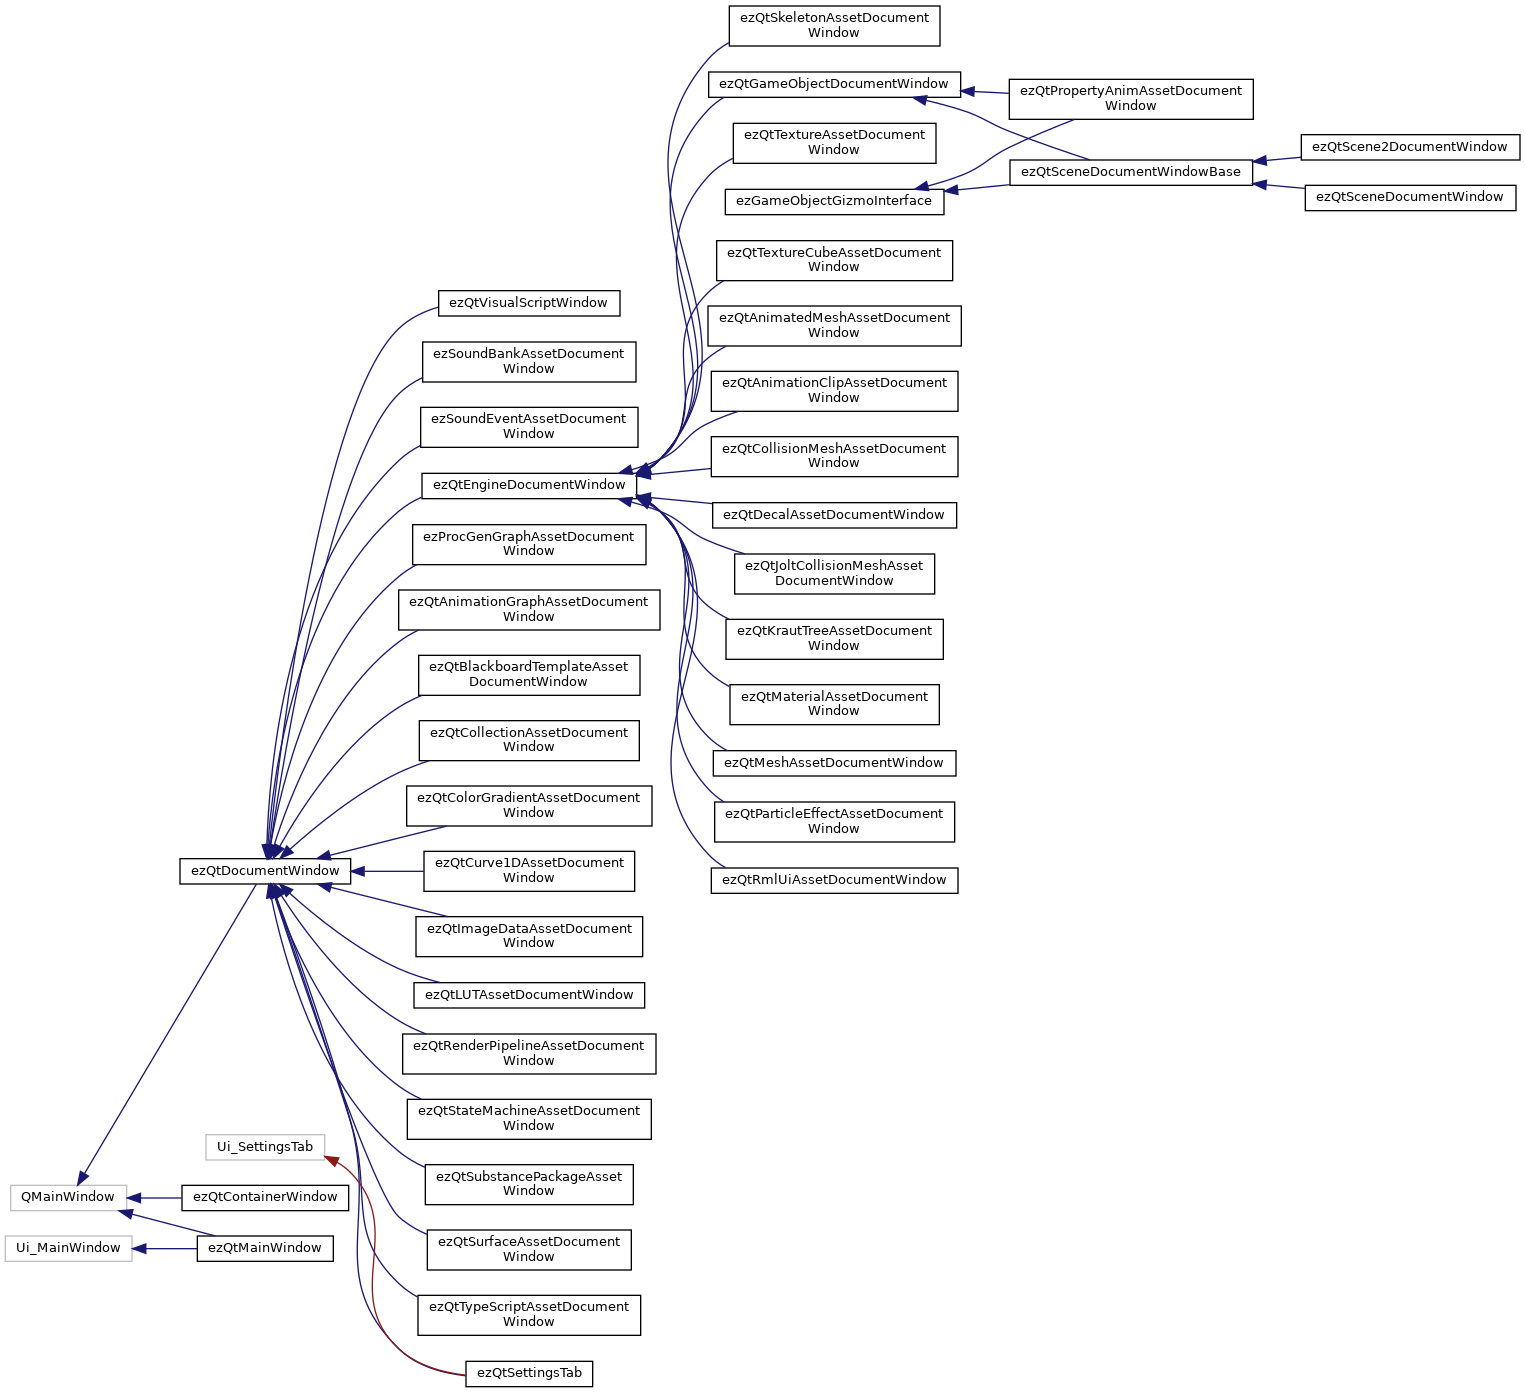 ezQtSkeletonAssetDocument
Window
ezQtGameObjectDocumentWindow
ezQtPropertyAnimAssetDocument
Window
ezQtTextureAssetDocument
Window
ezQtScene2DocumentWindow
ezQtSceneDocumentWindowBase
ezQtSceneDocumentWindow
ezGameObjectGizmoInterface
ezQtTextureCubeAssetDocument
Window
ezQtVisualScriptWindow
ezQtAnimatedMeshAssetDocument
Window
ezSoundBankAssetDocument
Window
ezQtAnimationClipAssetDocument
Window
ezSoundEventAssetDocument
Window
ezQtCollisionMeshAssetDocument
Window
ezQtEngineDocumentWindow
ezQtDecalAssetDocumentWindow
ezProcGenGraphAssetDocument
Window
ezQtJoltCollisionMeshAsset
DocumentWindow
ezQtAnimationGraphAssetDocument
Window
ezQtKrautTreeAssetDocument
Window
ezQtBlackboardTemplateAsset
DocumentWindow
ezQtMaterialAssetDocument
Window
ezQtCollectionAssetDocument
Window
ezQtMeshAssetDocumentWindow
ezQtColorGradientAssetDocument
Window
ezQtParticleEffectAssetDocument
Window
ezQtDocumentWindow
ezQtCurve1DAssetDocument
Window
ezQtRmlUiAssetDocumentWindow
ezQtImageDataAssetDocument
Window
ezQtLUTAssetDocumentWindow
ezQtRenderPipelineAssetDocument
Window
ezQtStateMachineAssetDocument
Window
Ui_SettingsTab
ezQtSubstancePackageAsset
Window
QMainWindow
ezQtContainerWindow
Ui_MainWindow
ezQtMainWindow
ezQtSurfaceAssetDocument
Window
ezQtTypeScriptAssetDocument
Window
ezQtSettingsTab